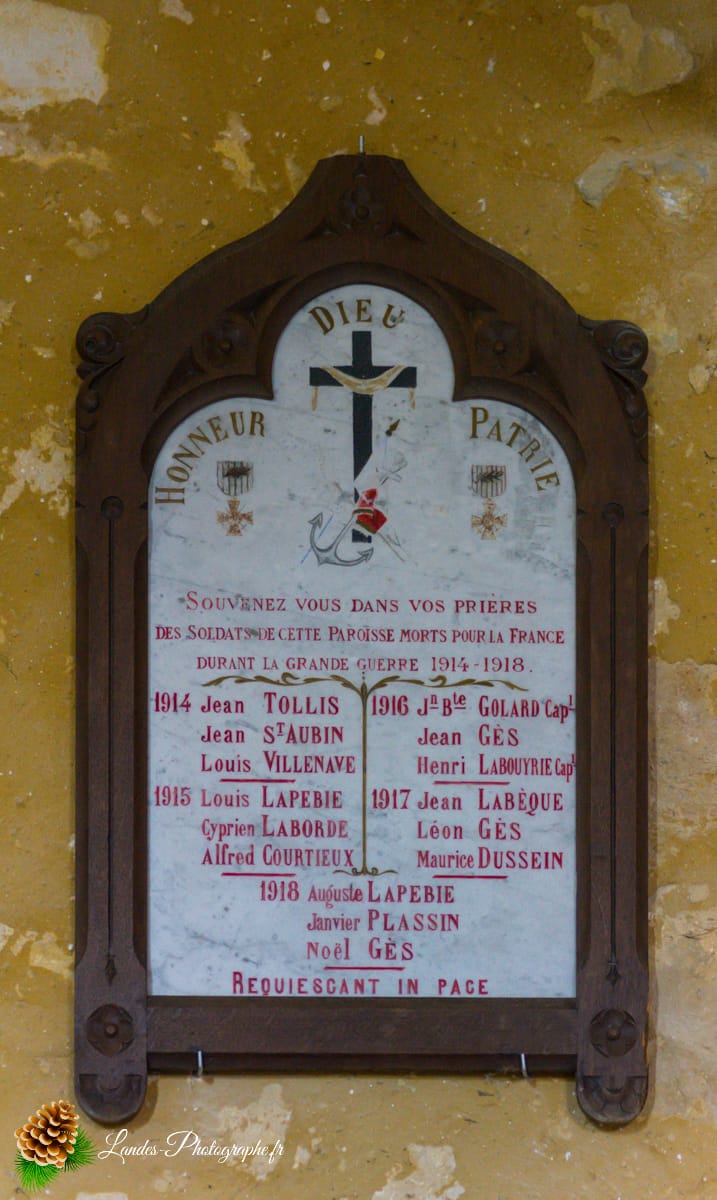 DIEU
HONNEUR PATRIE
SOUVENEZ VOUS DANS VOS PRIÈRES
DES SOLDATS DE CETTE PAROÏSSE MORTS POUR LA FRANCE
DURANT LA GRANDE GUERRE 1914-1918.
1914 Jean TOLLIS
Jean ST AUBIN
Louis VILLENAVE
1915 Louis LAPEBIE
Cyprien LABORDE
Alfred COURTIEUX
1916 Jn Bte GOLARD Capl
Jean GÈS
Henri LABOUYRIE Capl
1917 Jean LABÈQUE
Léon GÈS
Maurice DUSSEIN
1918 Auguste LAPEBIE
Janvier PLASSIN
Noël GÈS
REQUIESCANT IN PACE
Landes-Photographe.fr